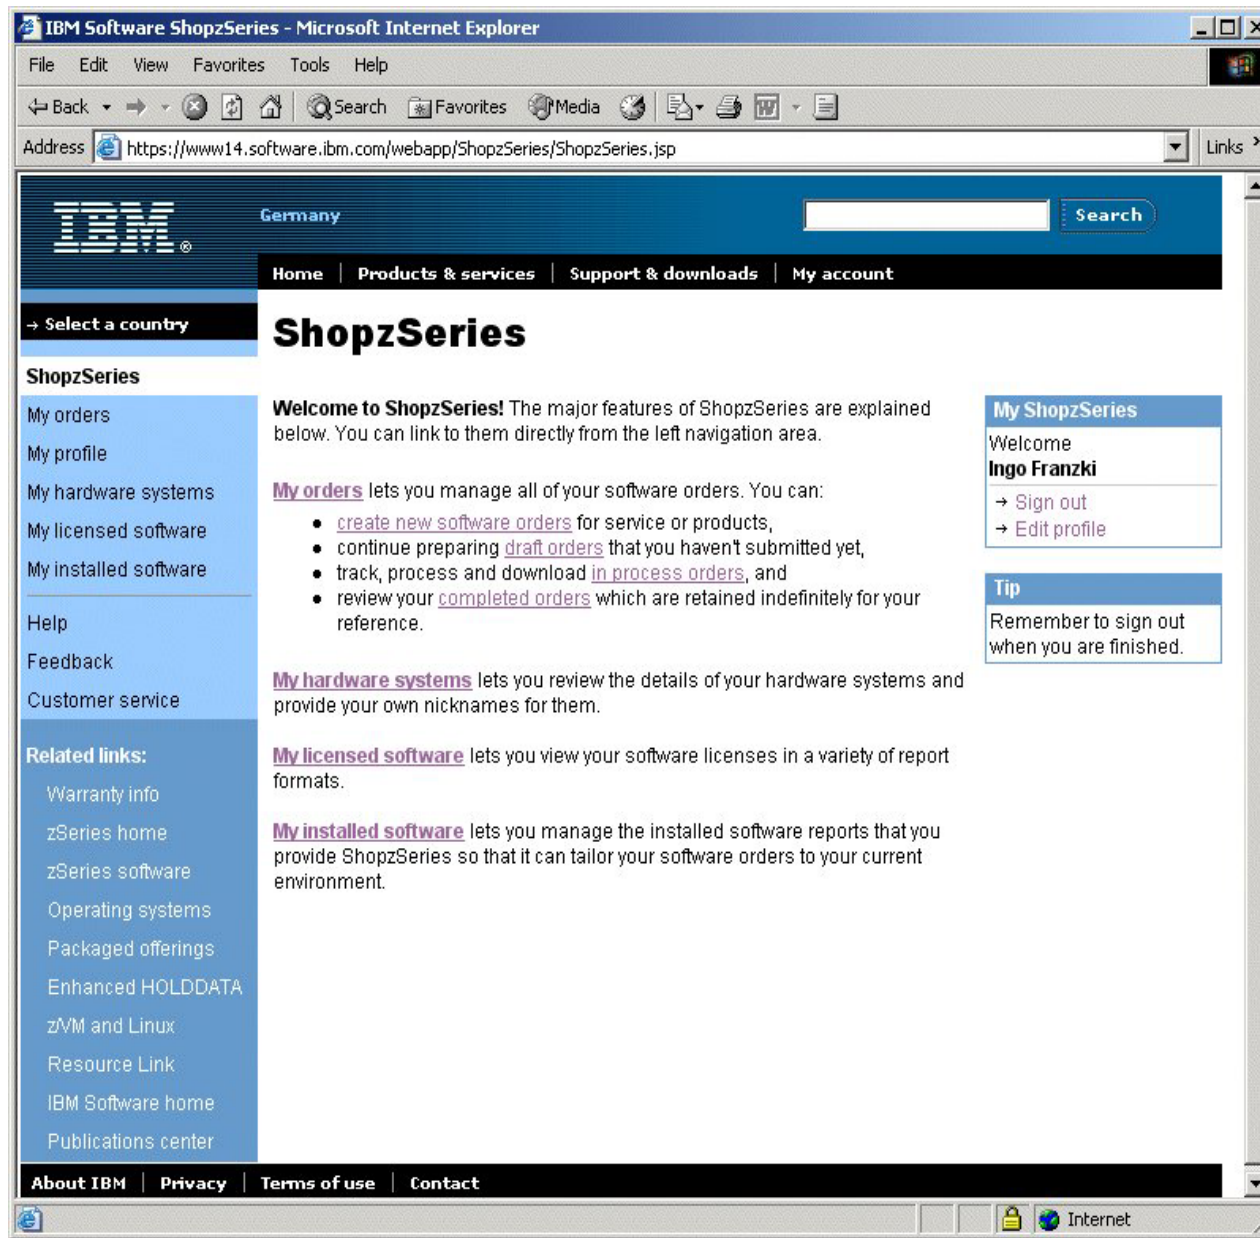 IBM Software ShopzSeries - Microsoft Internet Explorer
File Edit View Favorites Tools Help
Back Search Favorites Media
Address https://www14.software.ibm.com/webapp/ShopzSeries/ShopzSeries.jsp Links
IBM®
Germany
Search
Home | Products & services | Support & downloads | My account
→ Select a country
ShopzSeries
ShopzSeries
My orders
My profile
My hardware systems
My licensed software
My installed software
Help
Feedback
Customer service
Related links:
Warranty info
zSeries home
zSeries software
Operating systems
Packaged offerings
Enhanced HOLDDATA
z/VM and Linux
Resource Link
IBM Software home
Publications center
Welcome to ShopzSeries! The major features of ShopzSeries are explained
below. You can link to them directly from the left navigation area.
My orders lets you manage all of your software orders. You can:
• create new software orders for service or products,
• continue preparing draft orders that you haven't submitted yet,
• track, process and download in process orders, and
• review your completed orders which are retained indefinitely for your
reference.
My hardware systems lets you review the details of your hardware systems and
provide your own nicknames for them.
My licensed software lets you view your software licenses in a variety of report
formats.
My installed software lets you manage the installed software reports that you
provide ShopzSeries so that it can tailor your software orders to your current
environment.
My ShopzSeries
Welcome
Ingo Franzki
→ Sign out
→ Edit profile
Tip
Remember to sign out
when you are finished.
About IBM | Privacy | Terms of use | Contact
Internet